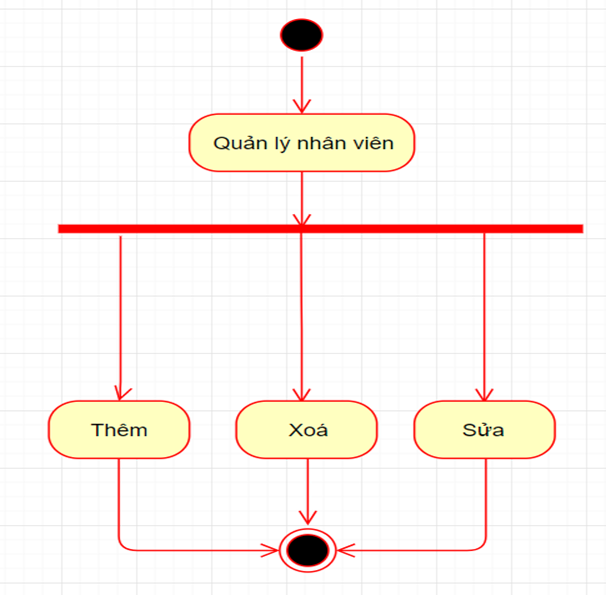 Quản lý nhân viên
Thêm
Xoá
Sửa